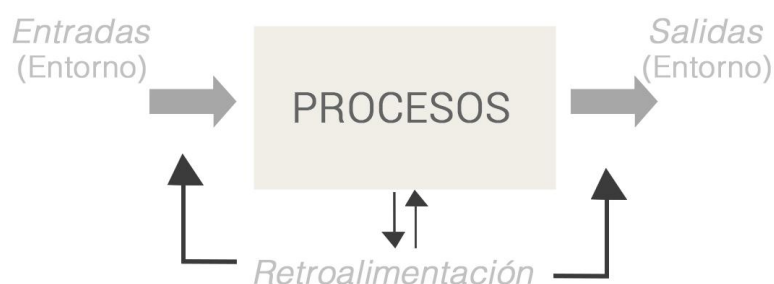 Entradas
(Entorno)
Salidas
(Entorno)
PROCESOS
Retroalimentación